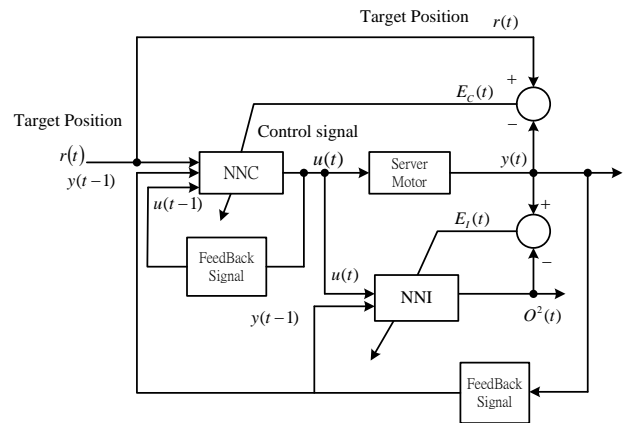 Target Position
r(t)
+
E_C(t)
−
Target Position
r(t)
y(t−1)
Control signal
u(t)
NNC
Server
Motor
y(t)
u(t−1)
+
E_I(t)
−
FeedBack
Signal
u(t)
NNI
y(t−1)
O²(t)
FeedBack
Signal